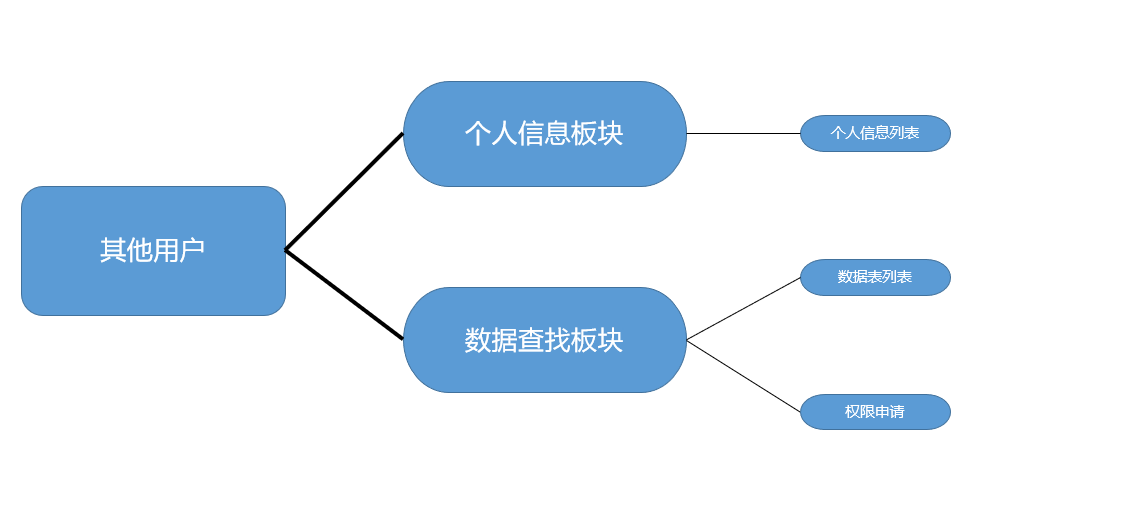 其他用户
个人信息板块
个人信息列表
数据查找板块
数据表列表
权限申请